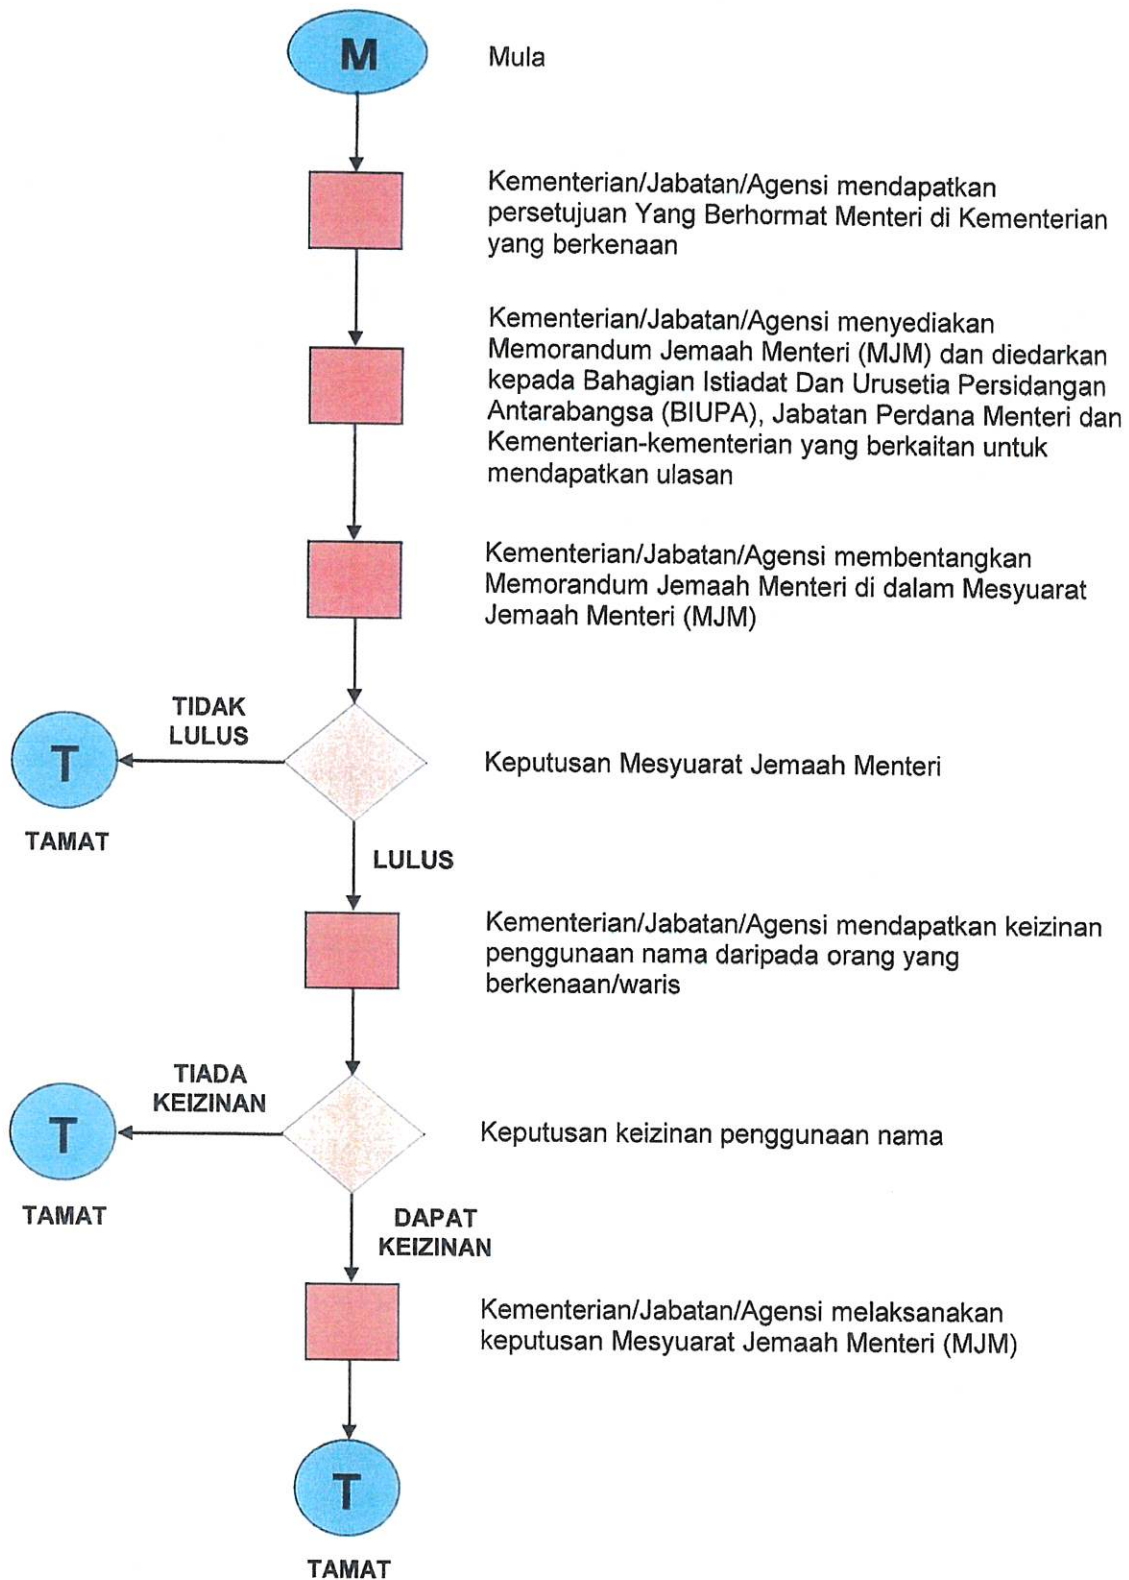 M
Mula
Kementerian/Jabatan/Agensi mendapatkan
persetujuan Yang Berhormat Menteri di Kementerian
yang berkenaan
Kementerian/Jabatan/Agensi menyediakan
Memorandum Jemaah Menteri (MJM) dan diedarkan
kepada Bahagian Istiadat Dan Urusetia Persidangan
Antarabangsa (BIUPA), Jabatan Perdana Menteri dan
Kementerian-kementerian yang berkaitan untuk
mendapatkan ulasan
Kementerian/Jabatan/Agensi membentangkan
Memorandum Jemaah Menteri di dalam Mesyuarat
Jemaah Menteri (MJM)
TIDAK
LULUS
T
TAMAT
Keputusan Mesyuarat Jemaah Menteri
LULUS
Kementerian/Jabatan/Agensi mendapatkan keizinan
penggunaan nama daripada orang yang
berkenaan/waris
TIADA
KEIZINAN
T
TAMAT
Keputusan keizinan penggunaan nama
DAPAT
KEIZINAN
Kementerian/Jabatan/Agensi melaksanakan
keputusan Mesyuarat Jemaah Menteri (MJM)
T
TAMAT